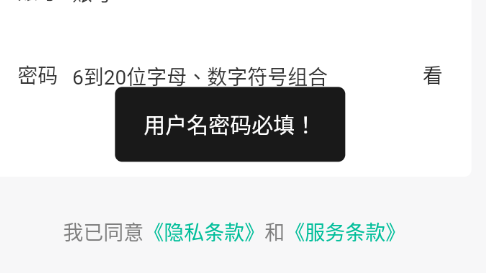 密码 6到20位字母、数字符号组合 看
用户名密码必填！
我已同意《隐私条款》和《服务条款》